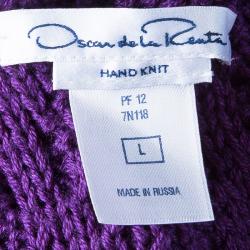 Oscar de la Renta
HAND KNIT
PF 12
7N118
L
MADE IN RUSSIA